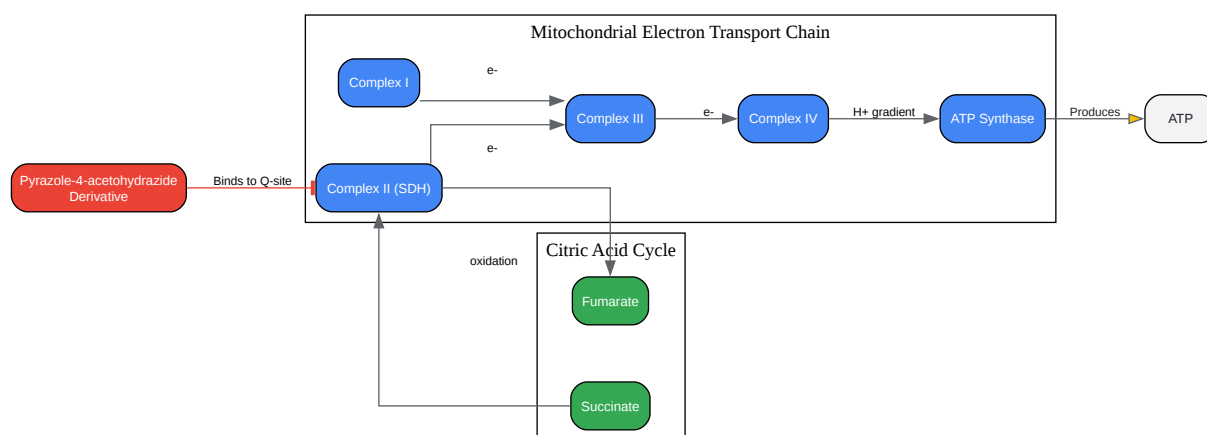 Mitochondrial Electron Transport Chain
Complex I
e-
Complex III
e-
Complex IV
H+ gradient
ATP Synthase
Produces
ATP
e-
Pyrazole-4-acetohydrazide
Derivative
Binds to Q-site
Complex II (SDH)
Citric Acid Cycle
oxidation
Fumarate
Succinate